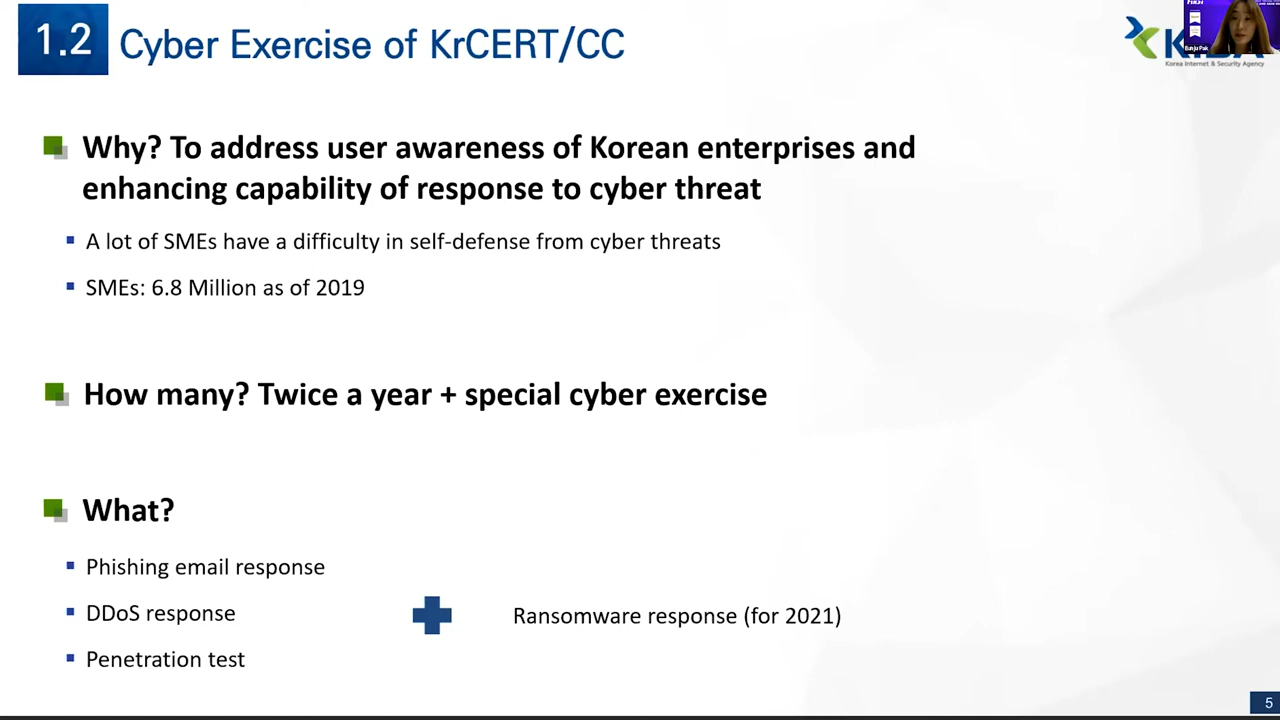 1.2 Cyber Exercise of KrCERT/CC
Korea Internet & Security Agency
Eunju Pak
Why? To address user awareness of Korean enterprises and
enhancing capability of response to cyber threat
A lot of SMEs have a difficulty in self-defense from cyber threats
SMEs: 6.8 Million as of 2019
How many? Twice a year + special cyber exercise
What?
Phishing email response
DDoS response
Penetration test
Ransomware response (for 2021)
5